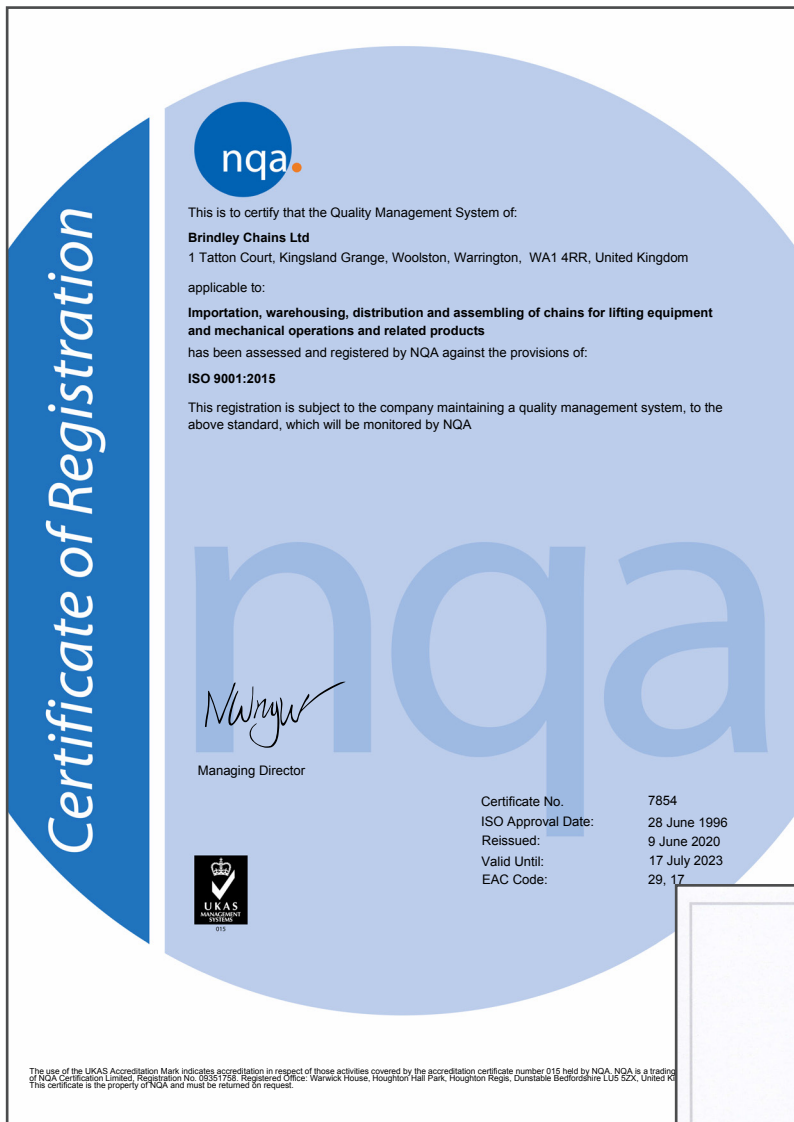 Certificate of Registration
nqa.
This is to certify that the Quality Management System of:
Brindley Chains Ltd
1 Tatton Court, Kingsland Grange, Woolston, Warrington, WA1 4RR, United Kingdom
applicable to:
Importation, warehousing, distribution and assembling of chains for lifting equipment
and mechanical operations and related products
has been assessed and registered by NQA against the provisions of:
ISO 9001:2015
This registration is subject to the company maintaining a quality management system, to the
above standard, which will be monitored by NQA
nqa
Managing Director
Certificate No. 7854
ISO Approval Date: 28 June 1996
Reissued: 9 June 2020
Valid Until: 17 July 2023
EAC Code: 29, 17
UKAS
MANAGEMENT
SYSTEMS
015
The use of the UKAS Accreditation Mark indicates accreditation in respect of those activities covered by the accreditation certificate number 015 held by NQA. NQA is a trading
of NQA Certification Limited, Registration No. 09351758. Registered Office: Warwick House, Houghton Hall Park, Houghton Regis, Dunstable Bedfordshire LU5 5ZX, United
This certificate is the property of NQA and must be returned on request.